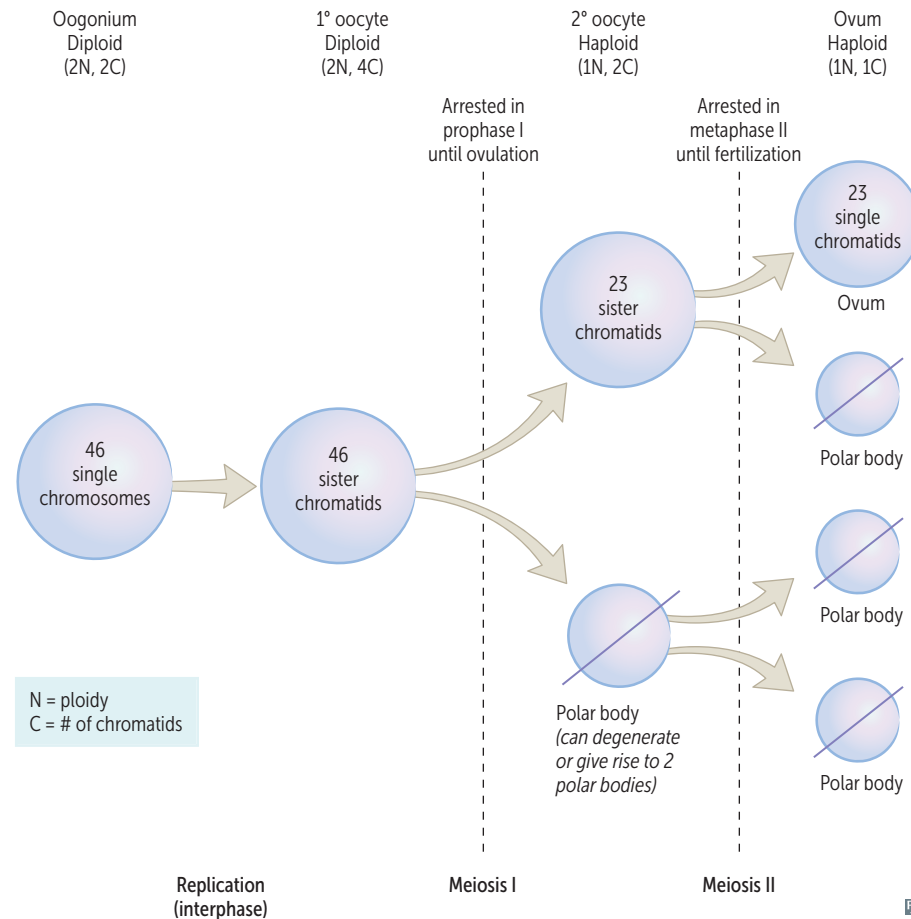 Oogonium
Diploid
(2N, 2C)
1° oocyte
Diploid
(2N, 4C)
2° oocyte
Haploid
(1N, 2C)
Ovum
Haploid
(1N, 1C)
Arrested in
prophase I
until ovulation
Arrested in
metaphase II
until fertilization
46
single
chromosomes
46
sister
chromatids
23
sister
chromatids
23
single
chromatids
Ovum
Polar body
Polar body
Polar body
Polar body
(can degenerate
or give rise to 2
polar bodies)
N = ploidy
C = # of chromatids
Replication
(interphase)
Meiosis I
Meiosis II